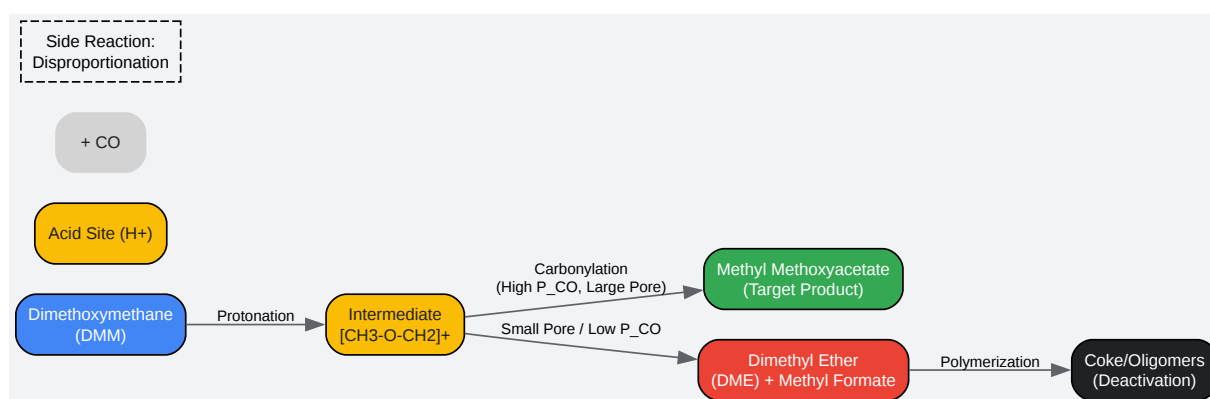 Side Reaction:
Disproportionation
+ CO
Acid Site (H+)
Dimethoxymethane
(DMM)
Protonation
Intermediate
[CH3-O-CH2]+
Carbonylation
(High P_CO, Large Pore)
Methyl Methoxyacetate
(Target Product)
Small Pore / Low P_CO
Dimethyl Ether
(DME) + Methyl Formate
Polymerization
Coke/Oligomers
(Deactivation)